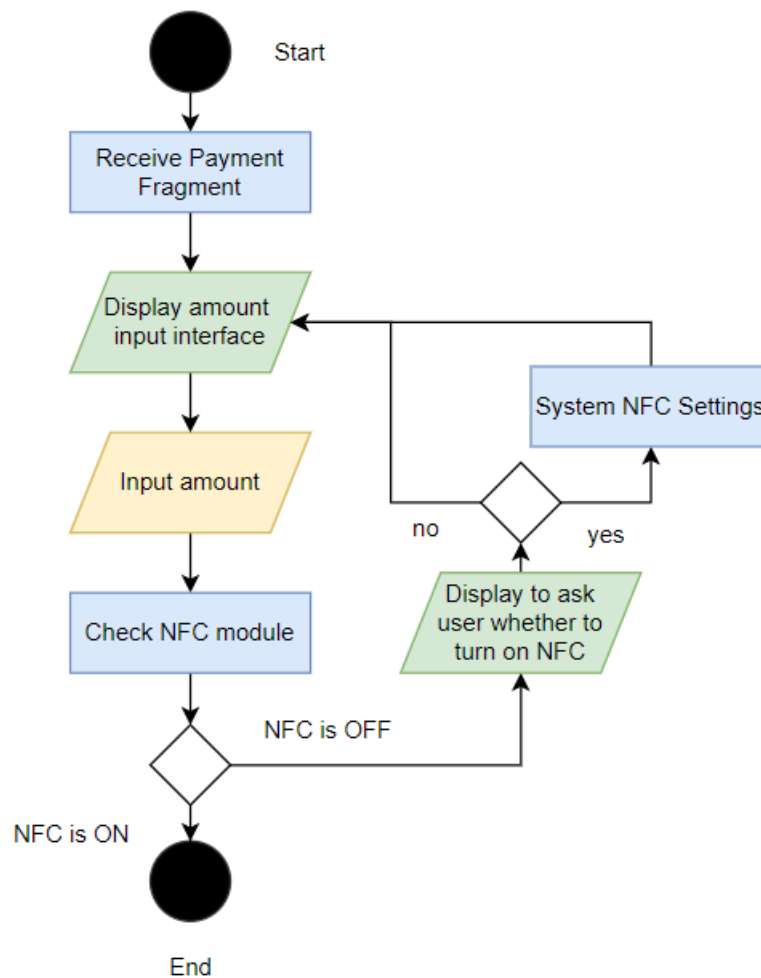 Start
Receive Payment
Fragment
Display amount
input interface
System NFC Settings
Input amount
no
yes
Display to ask
user whether to
turn on NFC
Check NFC module
NFC is OFF
NFC is ON
End